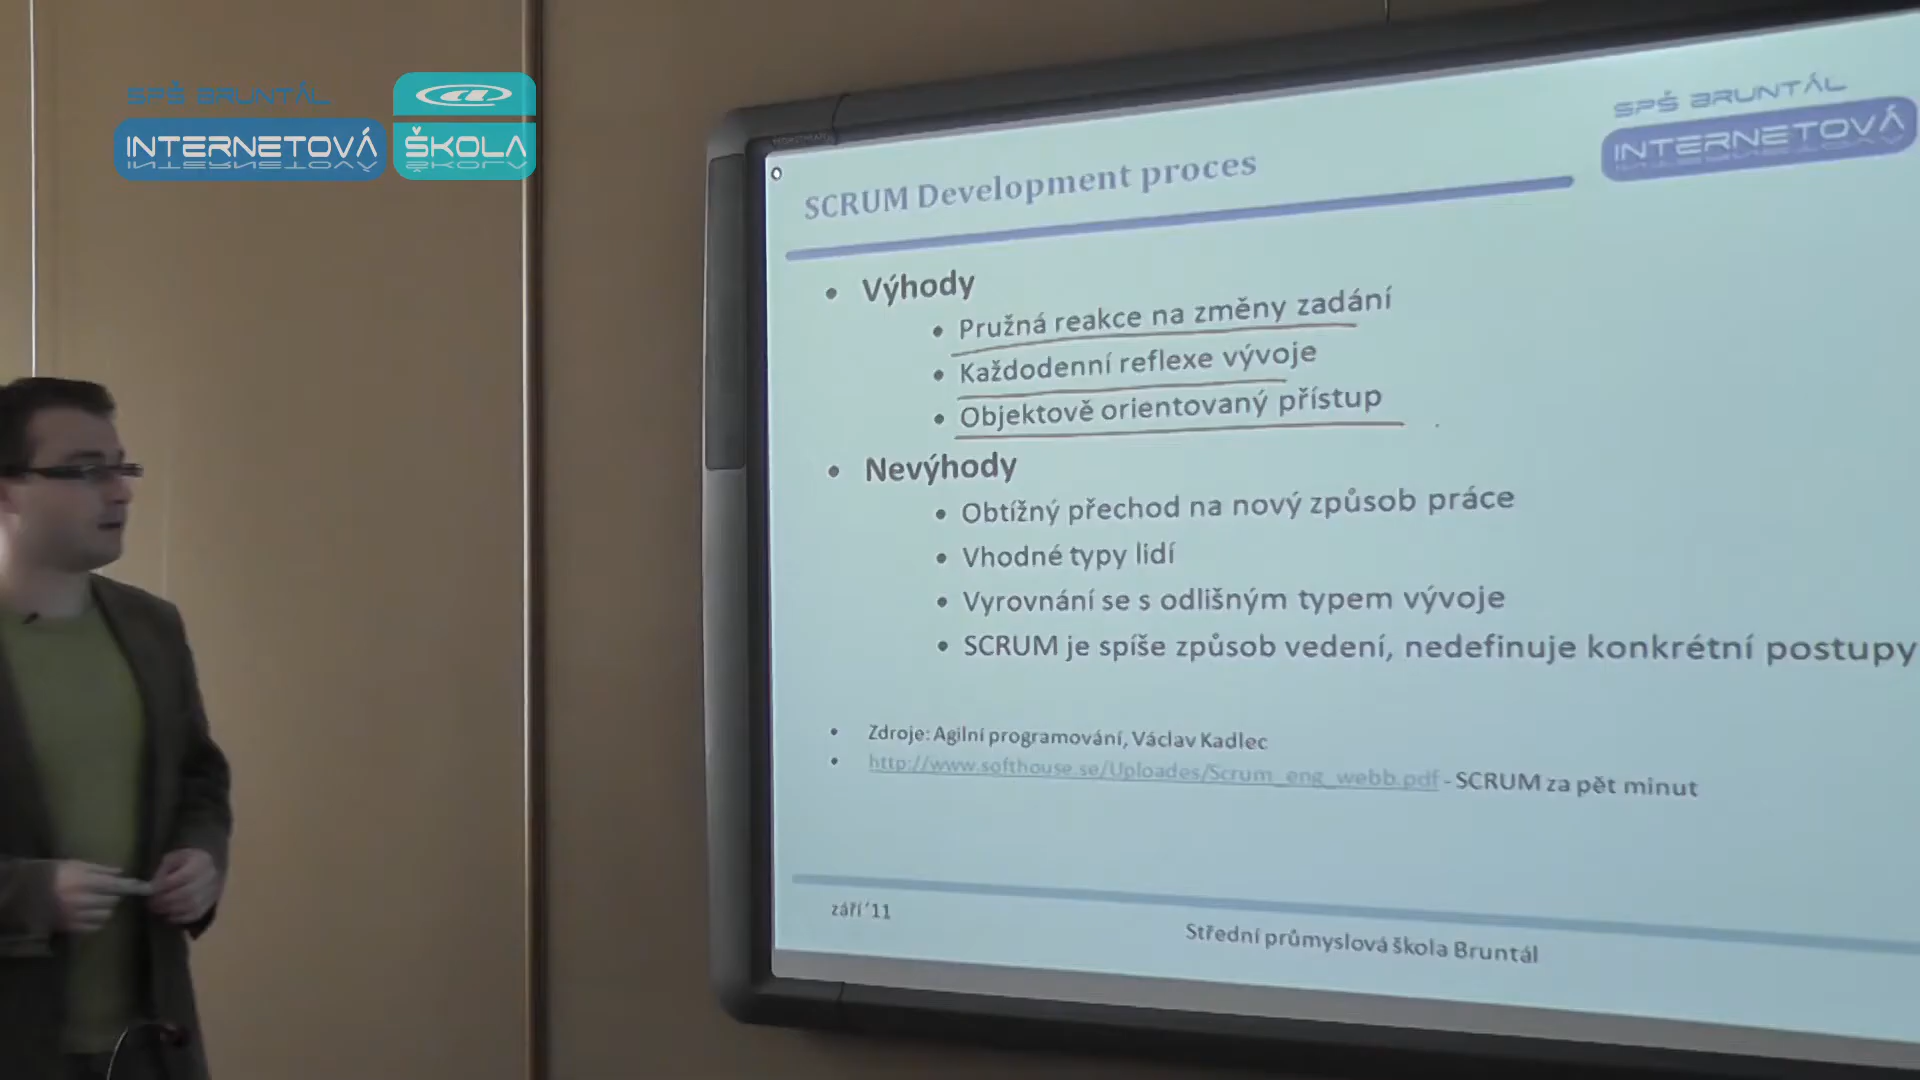 SPŠ BRUNTÁL
INTERNETOVÁ ŠKOLA
SPŠ BRUNTÁL
INTERNETOVÁ
SCRUM Development proces
• Výhody
• Pružná reakce na změny zadání
• Každodenní reflexe vývoje
• Objektově orientovaný přístup
• Nevýhody
• Obtížný přechod na nový způsob práce
• Vhodné typy lidí
• Vyrovnání se s odlišným typem vývoje
• SCRUM je spíše způsob vedení, nedefinuje konkrétní postupy
• Zdroje: Agilní programování, Václav Kadlec
• http://www.softhouse.se/Uploades/Scrum_eng_webb.pdf - SCRUM za pět minut
září '11
Střední průmyslová škola Bruntál